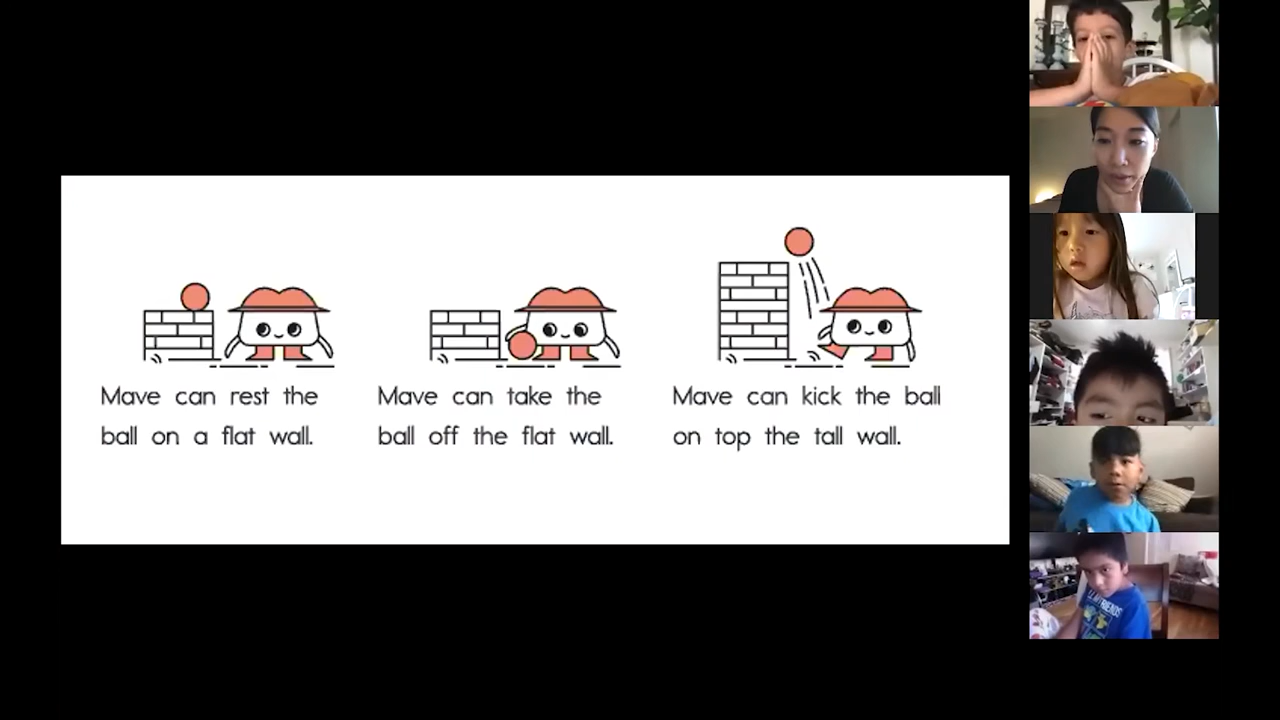 Mave can rest the
ball on a flat wall.
Mave can take the
ball off the flat wall.
Mave can kick the ball
on top the tall wall.